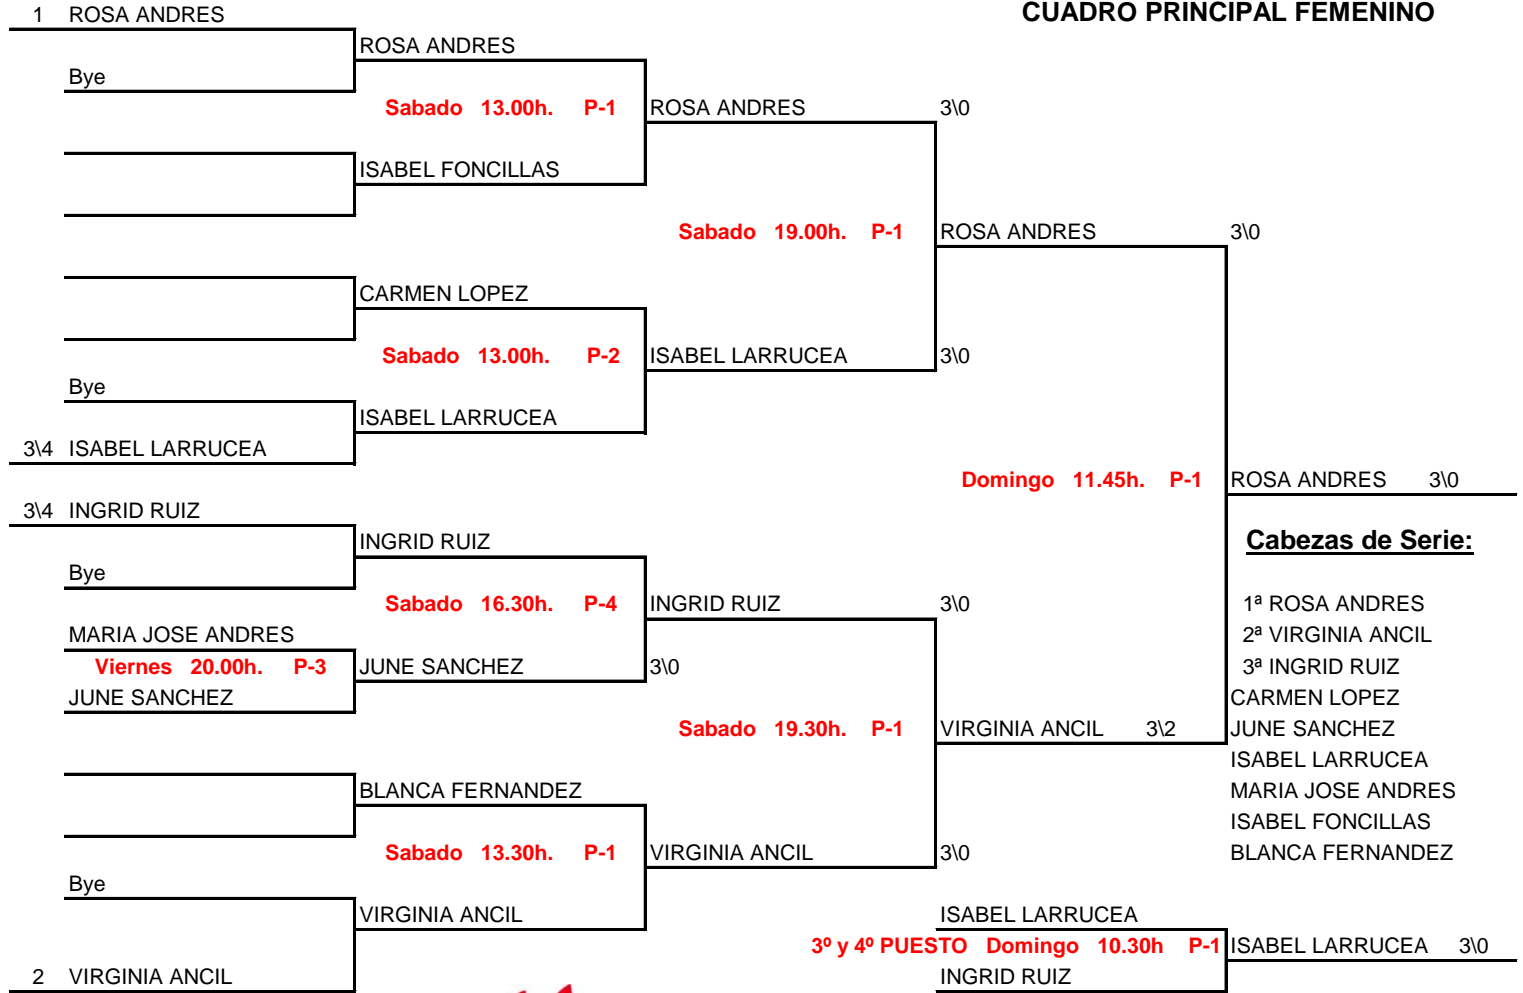 CUADRO PRINCIPAL FEMENINO
1 ROSA ANDRES
ROSA ANDRES
Bye
Sabado 13.00h. P-1
ROSA ANDRES 3\0
ISABEL FONCILLAS
Sabado 19.00h. P-1
ROSA ANDRES 3\0
CARMEN LOPEZ
Sabado 13.00h. P-2
ISABEL LARRUCEA 3\0
Bye
ISABEL LARRUCEA
3\4 ISABEL LARRUCEA
Domingo 11.45h. P-1
ROSA ANDRES 3\0
3\4 INGRID RUIZ
INGRID RUIZ
Bye
Sabado 16.30h. P-4
INGRID RUIZ 3\0
MARIA JOSE ANDRES
Viernes 20.00h. P-3
JUNE SANCHEZ 3\0
JUNE SANCHEZ
Sabado 19.30h. P-1
VIRGINIA ANCIL 3\2
BLANCA FERNANDEZ
Sabado 13.30h. P-1
VIRGINIA ANCIL 3\0
Bye
VIRGINIA ANCIL
2 VIRGINIA ANCIL
Cabezas de Serie:
1ª ROSA ANDRES
2ª VIRGINIA ANCIL
3ª INGRID RUIZ
CARMEN LOPEZ
JUNE SANCHEZ
ISABEL LARRUCEA
MARIA JOSE ANDRES
ISABEL FONCILLAS
BLANCA FERNANDEZ
ISABEL LARRUCEA
3º y 4º PUESTO Domingo 10.30h P-1
ISABEL LARRUCEA 3\0
INGRID RUIZ